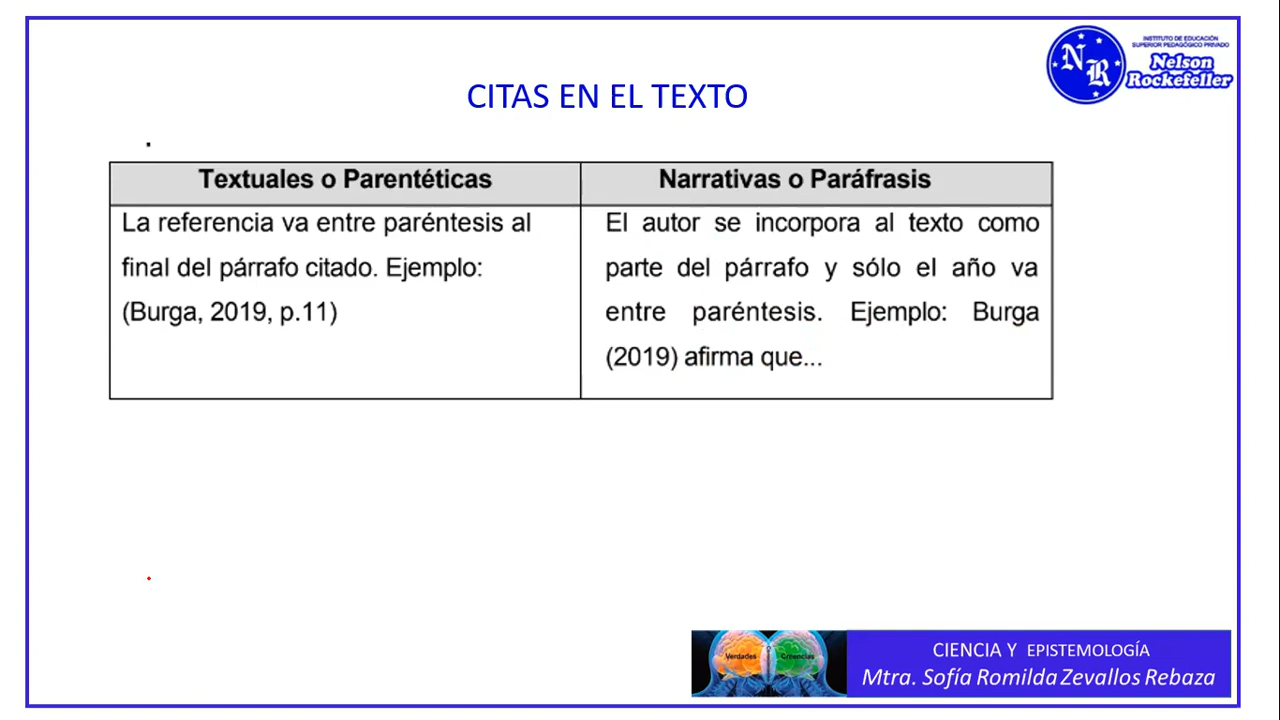 INSTITUTO DE EDUCACIÓN
SUPERIOR PEDAGÓGICO PRIVADO
NR
Nelson
Rockefeller
CITAS EN EL TEXTO
Textuales o Parentéticas
La referencia va entre paréntesis al
final del párrafo citado. Ejemplo:
(Burga, 2019, p.11)
Narrativas o Paráfrasis
El autor se incorpora al texto como
parte del párrafo y sólo el año va
entre paréntesis. Ejemplo: Burga
(2019) afirma que...
Verdades
Creencias
CIENCIA Y EPISTEMOLOGÍA
Mtra. Sofía Romilda Zevallos Rebaza